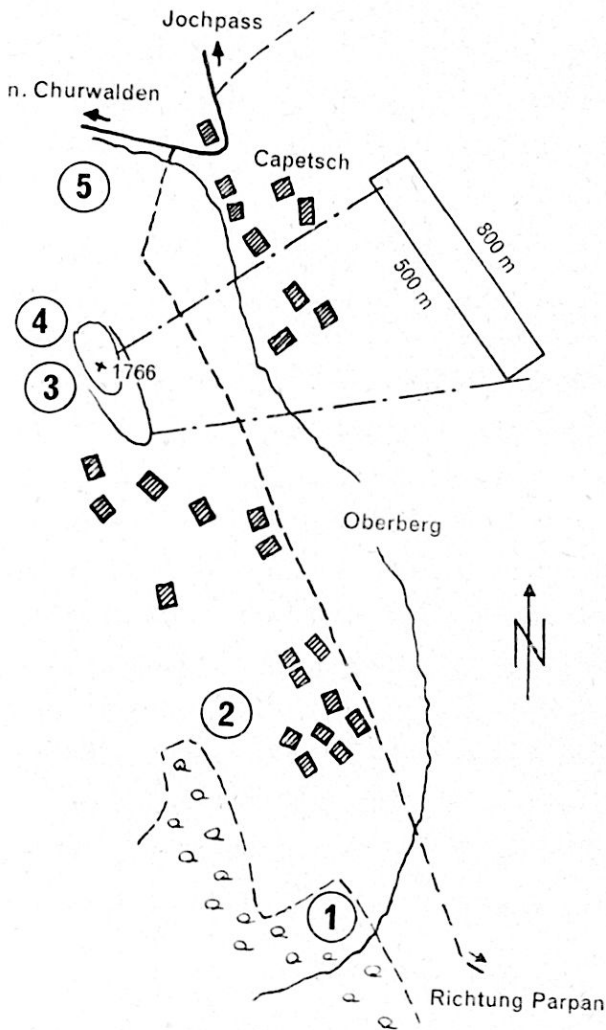 Jochpass
n. Churwalden
Capetsch
5
800 m
500 m
4
3
1766
Oberberg
N
2
1
Richtung Parpan